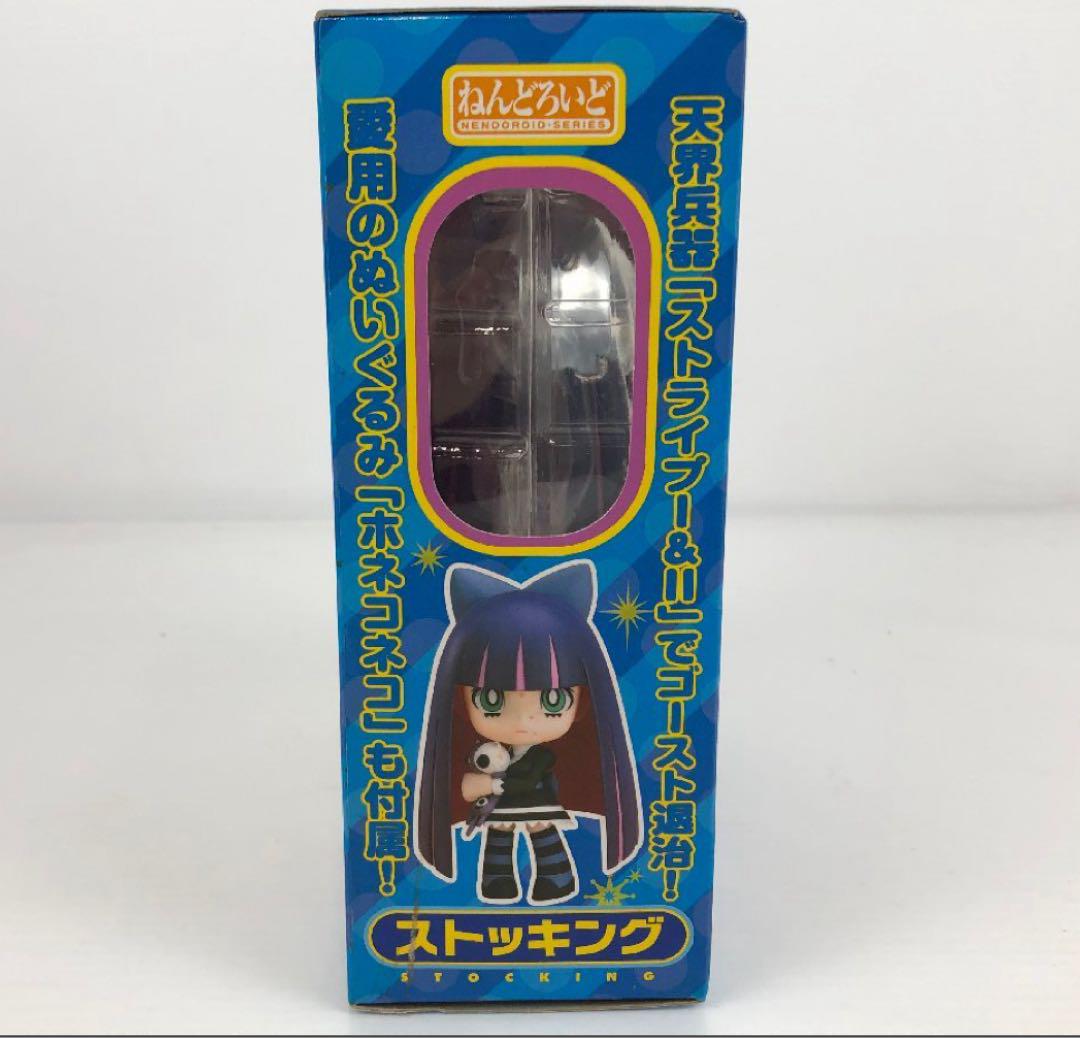 ねんどろいど
NENDOROID・SERIES
天界兵器「ストライプⅠ&Ⅱ」でゴースト退治!
愛用のぬいぐるみ「ホネコネコ」も付属!
ストッキング
STOCKING